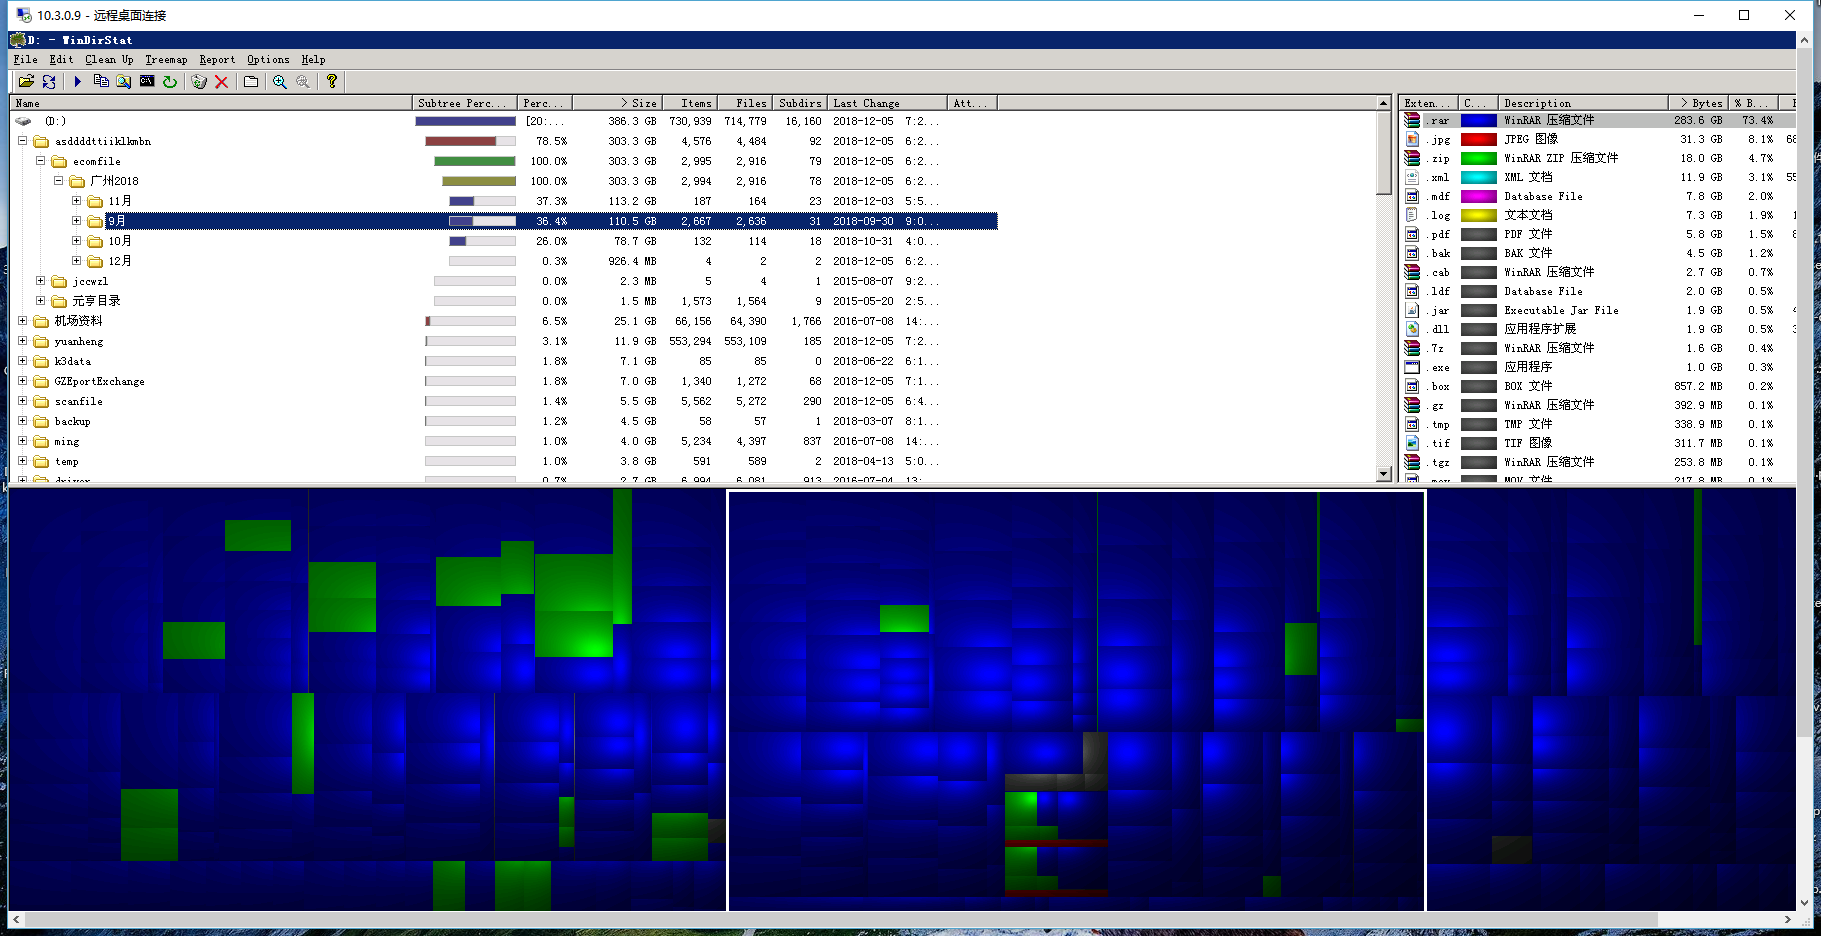 10.3.0.9 - 远程桌面连接
D: - WinDirStat
File Edit Clean Up Treemap Report Options Help
Name Subtree Perc... Perc... > Size Items Files Subdirs Last Change Att...
(D:) [20:... 386.3 GB 730,939 714,779 16,160 2018-12-05 7:2...
asddddttiiklkmbn 78.5% 303.3 GB 4,576 4,484 92 2018-12-05 6:2...
ecomfile 100.0% 303.3 GB 2,995 2,916 79 2018-12-05 6:2...
广州2018 100.0% 303.3 GB 2,994 2,916 78 2018-12-05 6:2...
11月 37.3% 113.2 GB 187 164 23 2018-12-03 5:5...
9月 36.4% 110.5 GB 2,667 2,636 31 2018-09-30 9:0...
10月 26.0% 78.7 GB 132 114 18 2018-10-31 4:0...
12月 0.3% 926.4 MB 4 2 2 2018-12-05 6:2...
jccwzl 0.0% 2.3 MB 5 4 1 2015-08-07 9:2...
元亨目录 0.0% 1.5 MB 1,573 1,564 9 2015-05-20 2:5...
机场资料 6.5% 25.1 GB 66,156 64,390 1,766 2016-07-08 14:...
yuanheng 3.1% 11.9 GB 553,294 553,109 185 2018-12-05 7:2...
k3data 1.8% 7.1 GB 85 85 0 2018-06-22 6:1...
GZEportExchange 1.8% 7.0 GB 1,340 1,272 68 2018-12-05 7:1...
scanfile 1.4% 5.5 GB 5,562 5,272 290 2018-12-05 6:4...
backup 1.2% 4.5 GB 58 57 1 2018-03-07 8:1...
ming 1.0% 4.0 GB 5,234 4,397 837 2016-07-08 14:...
temp 1.0% 3.8 GB 591 589 2 2018-04-13 5:0...
driver 0.7% 2.7 GB 6,994 6,081 913 2016-07-04 13:...
Exten... C... Description > Bytes % B...
.rar WinRAR 压缩文件 283.6 GB 73.4%
.jpg JPEG 图像 31.3 GB 8.1%
.zip WinRAR ZIP 压缩文件 18.0 GB 4.7%
.xml XML 文档 11.9 GB 3.1%
.mdf Database File 7.8 GB 2.0%
.log 文本文档 7.3 GB 1.9%
.pdf PDF 文件 5.8 GB 1.5%
.bak BAK 文件 4.5 GB 1.2%
.cab WinRAR 压缩文件 2.7 GB 0.7%
.ldf Database File 2.0 GB 0.5%
.jar Executable Jar File 1.9 GB 0.5%
.dll 应用程序扩展 1.9 GB 0.5%
.7z WinRAR 压缩文件 1.6 GB 0.4%
.exe 应用程序 1.0 GB 0.3%
.box BOX 文件 857.2 MB 0.2%
.gz WinRAR 压缩文件 392.9 MB 0.1%
.tmp TMP 文件 338.9 MB 0.1%
.tif TIF 图像 311.7 MB 0.1%
.tgz WinRAR 压缩文件 253.8 MB 0.1%
.mov MOV 文件 217.8 MB 0.1%